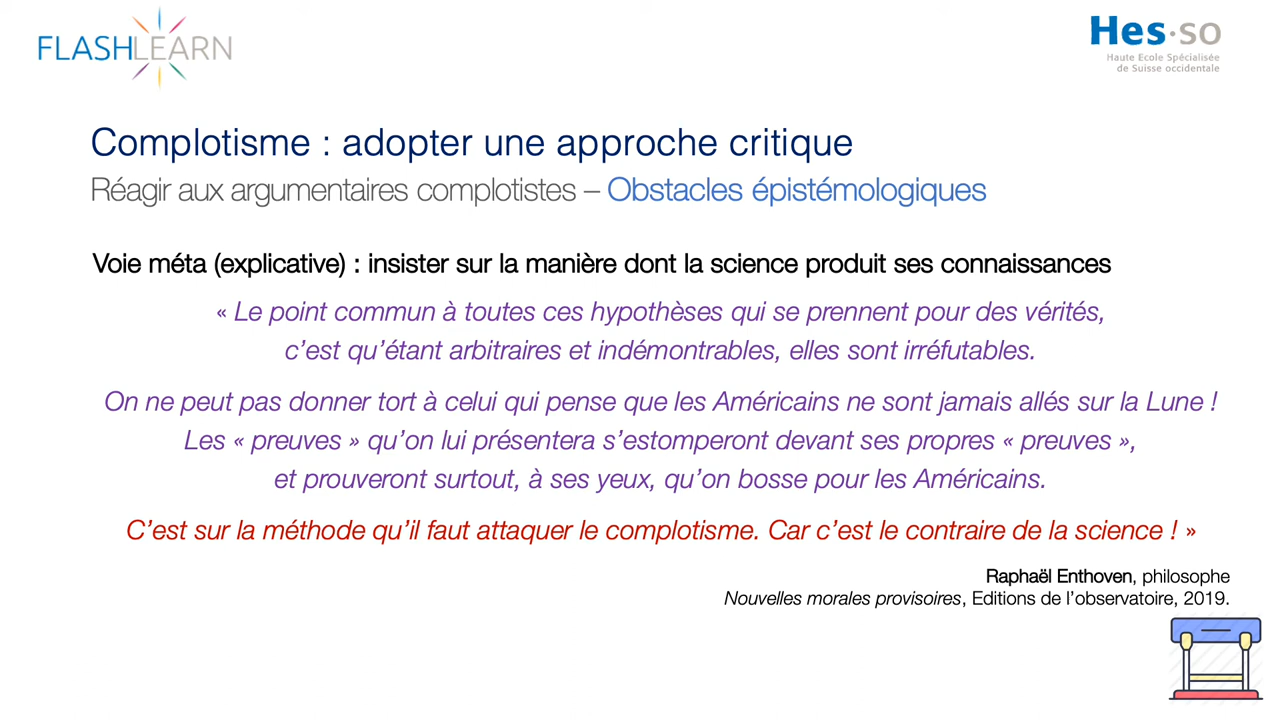 FLASHLEARN
Hes·so
Haute Ecole Spécialisée
de Suisse occidentale
Complotisme : adopter une approche critique
Réagir aux argumentaires complotistes – Obstacles épistémologiques
Voie méta (explicative) : insister sur la manière dont la science produit ses connaissances
« Le point commun à toutes ces hypothèses qui se prennent pour des vérités,
c’est qu’étant arbitraires et indémontrables, elles sont irréfutables.
On ne peut pas donner tort à celui qui pense que les Américains ne sont jamais allés sur la Lune !
Les « preuves » qu’on lui présentera s’estomperont devant ses propres « preuves »,
et prouveront surtout, à ses yeux, qu’on bosse pour les Américains.
C’est sur la méthode qu’il faut attaquer le complotisme. Car c’est le contraire de la science ! »
Raphaël Enthoven, philosophe
Nouvelles morales provisoires, Editions de l’observatoire, 2019.